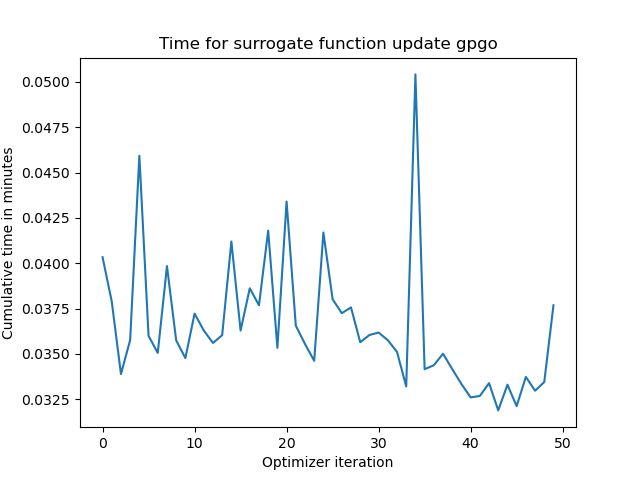 Time for surrogate function update gpgo
0.0500
0.0475
0.0450
0.0425
0.0400
0.0375
0.0350
0.0325
Cumulative time in minutes
0 10 20 30 40 50
Optimizer iteration